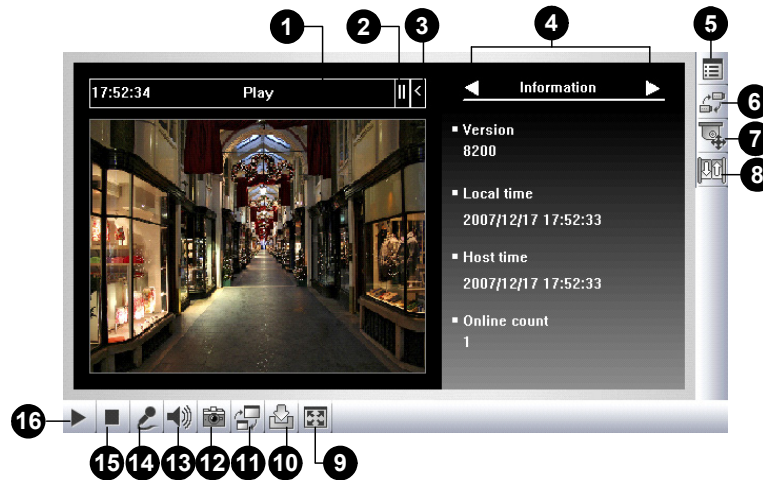 1 2 3 4 5
17:52:34 Play || <
Information
6
7
8
Version
8200
Local time
2007/12/17 17:52:33
Host time
2007/12/17 17:52:33
Online count
1
16
15 14 13 12 11 10 9